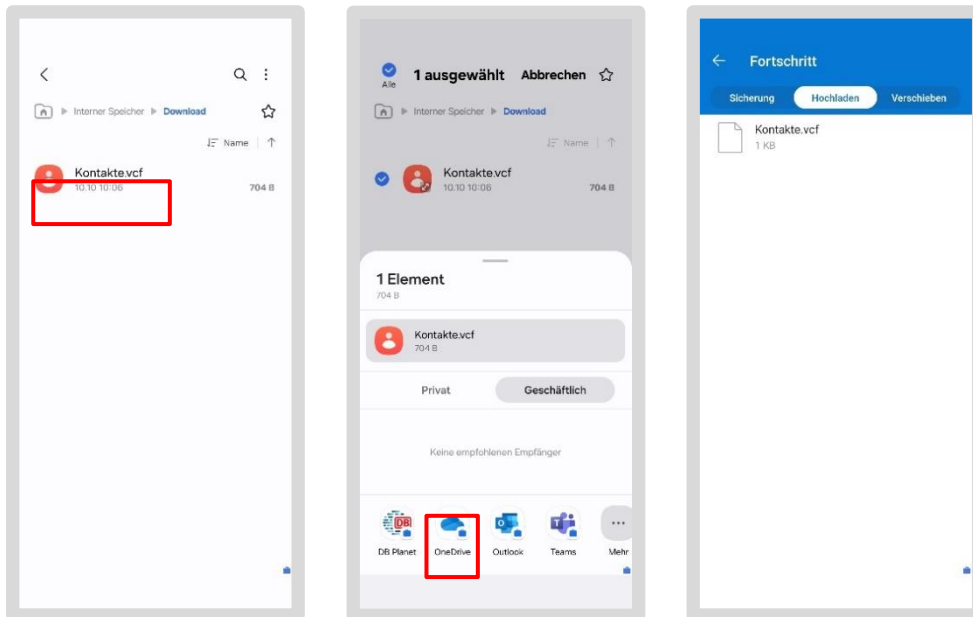 Interner Speicher Download
Name
Kontakte.vcf
10.10 10:06 704 B
Alle 1 ausgewählt Abbrechen
Interner Speicher Download
Name
Kontakte.vcf
10.10 10:06 704 B
1 Element
704 B
Kontakte.vcf
704 B
Privat Geschäftlich
Keine empfohlenen Empfänger
DB
DB Planet OneDrive Outlook Teams Mehr
Fortschritt
Sicherung Hochladen Verschieben
Kontakte.vcf
1 KB